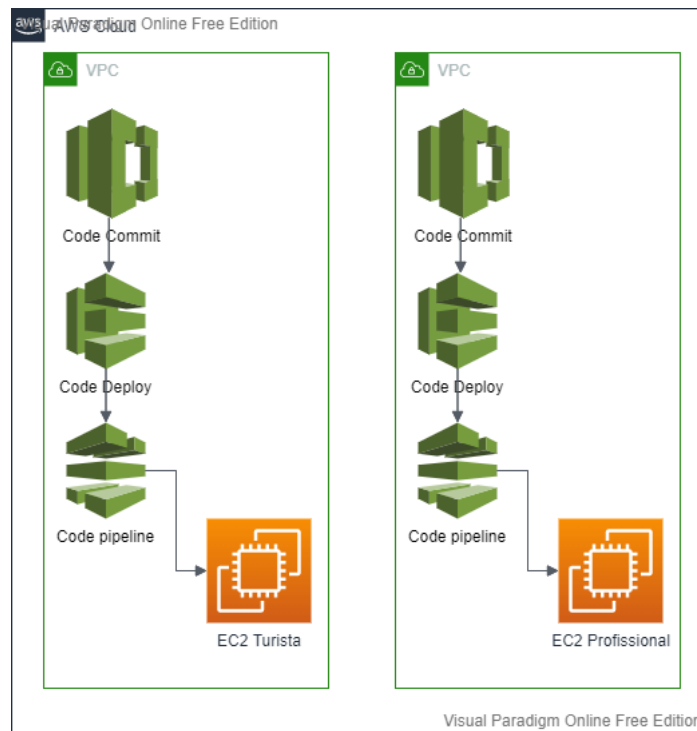 Visual Paradigm Online Free Edition
aws AWS Cloud
VPC
VPC
Code Commit
Code Commit
Code Deploy
Code Deploy
Code pipeline
Code pipeline
EC2 Turista
EC2 Profissional
Visual Paradigm Online Free Edition